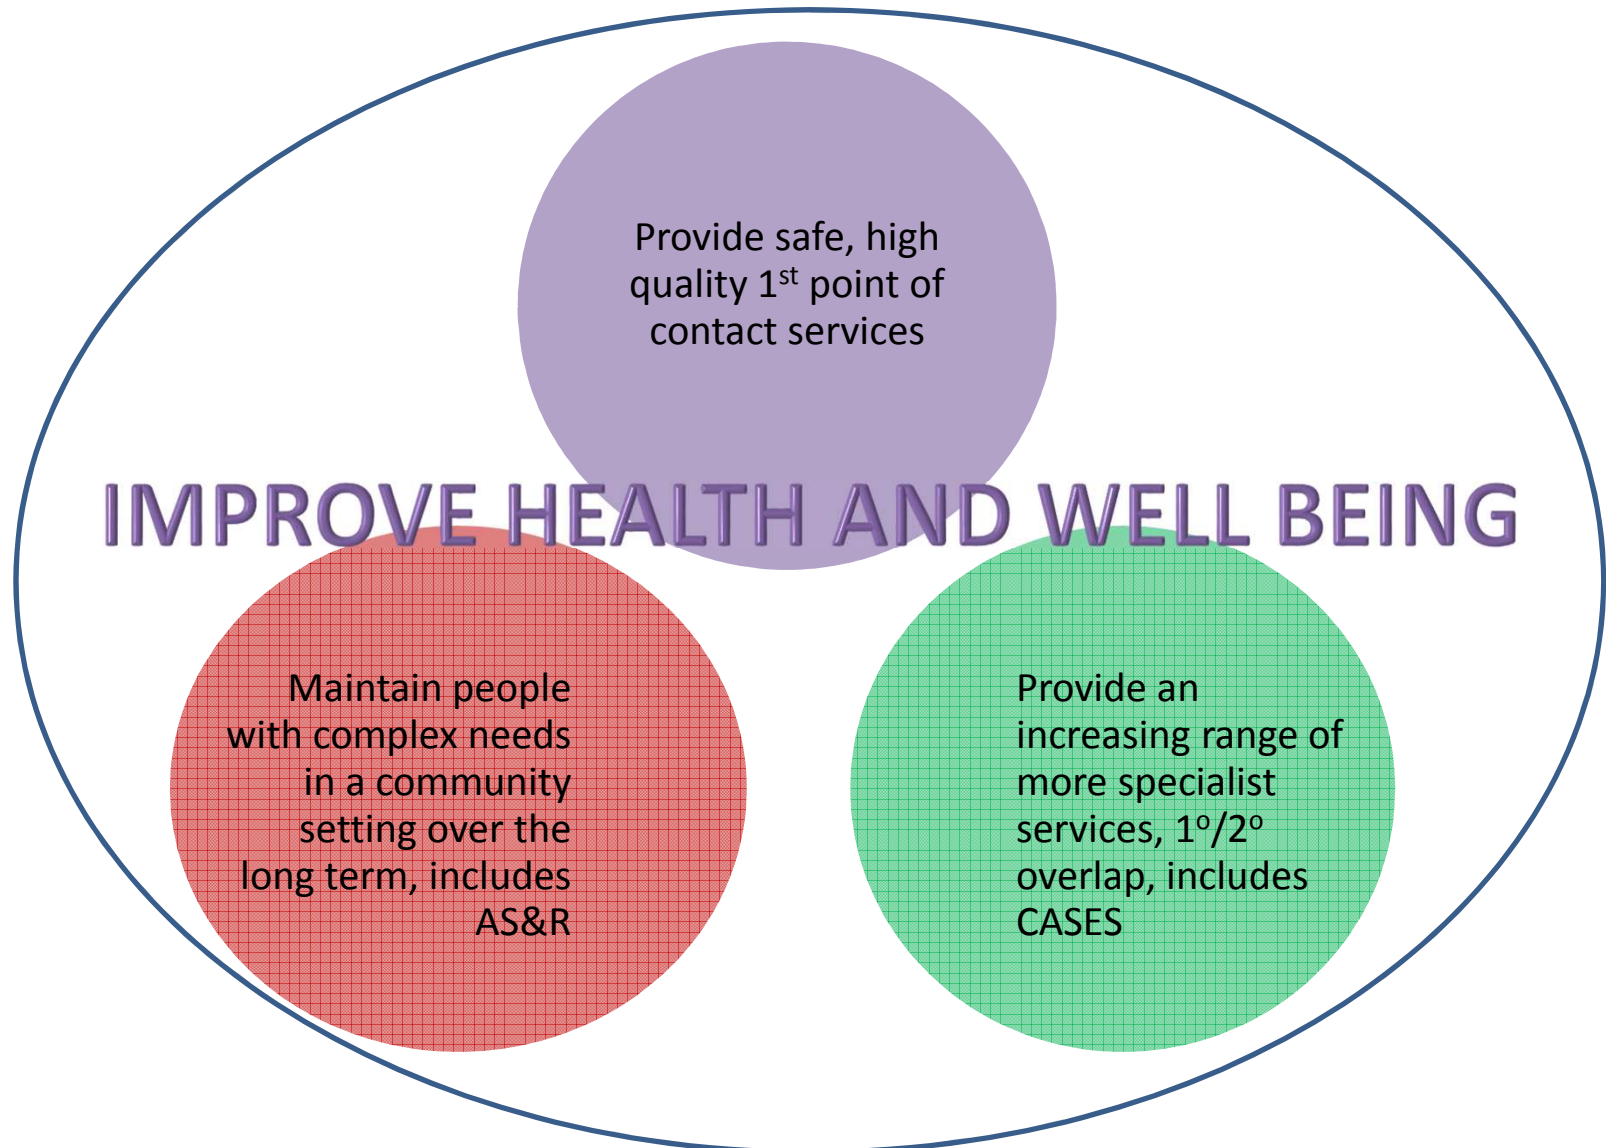 Provide safe, high
quality 1st point of
contact services
IMPROVE HEALTH AND WELL BEING
Maintain people
with complex needs
in a community
setting over the
long term, includes
AS&R
Provide an
increasing range of
more specialist
services, 1º/2º
overlap, includes
CASES